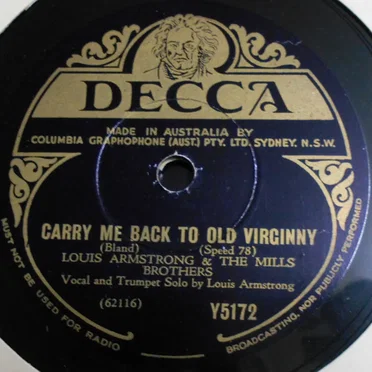 DECCA
MADE IN AUSTRALIA BY
COLUMBIA GRAPHOPHONE (AUST.) PTY. LTD. SYDNEY. N.S.W.
CARRY ME BACK TO OLD VIRGINNY
(Bland) (Speed 78)
LOUIS ARMSTRONG & THE MILLS
BROTHERS
Vocal and Trumpet Solo by Louis Armstrong
(62116) Y5172
MUST NOT BE USED FOR RADIO
BROADCASTING. NOR PUBLICLY PERFORMED